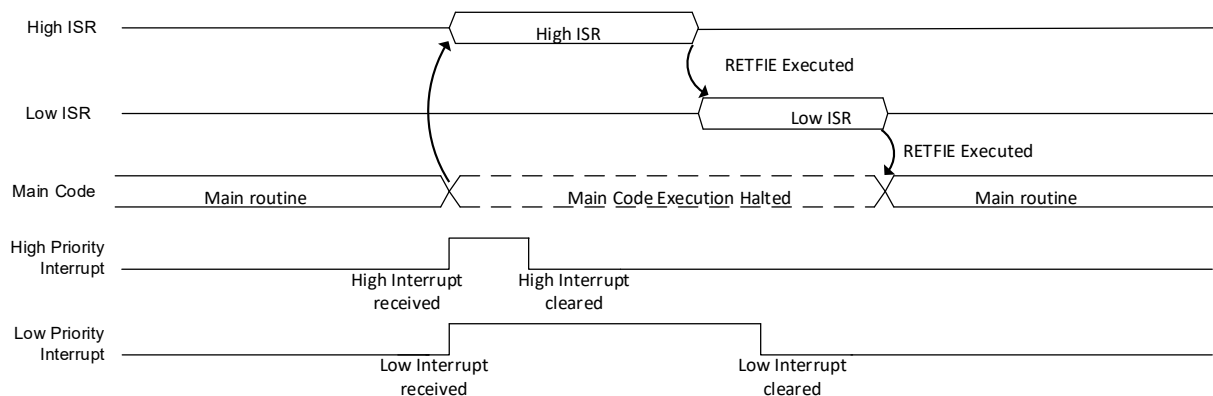 High ISR
High ISR
RETFIE Executed
Low ISR
Low ISR
RETFIE Executed
Main Code
Main routine
Main Code Execution Halted
Main routine
High Priority
Interrupt
High Interrupt
received
High Interrupt
cleared
Low Priority
Interrupt
Low Interrupt
received
Low Interrupt
cleared